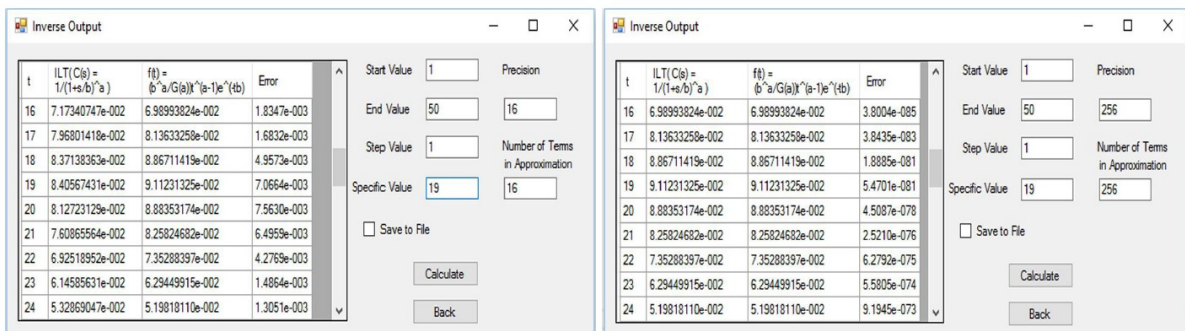 Inverse Output
t ILT(C(s) = 1/(1+s/b)^a ) f(t) = (b^a/G(a))t^(a-1)e^(-tb) Error
16 7.17340747e-002 6.98993824e-002 1.8347e-003
17 7.96801418e-002 8.13633258e-002 1.6832e-003
18 8.37138363e-002 8.86711419e-002 4.9573e-003
19 8.40567431e-002 9.11231325e-002 7.0664e-003
20 8.12723129e-002 8.88353174e-002 7.5630e-003
21 7.60865564e-002 8.25824682e-002 6.4959e-003
22 6.92518952e-002 7.35288397e-002 4.2769e-003
23 6.14585631e-002 6.29449915e-002 1.4864e-003
24 5.32869047e-002 5.19818110e-002 1.3051e-003
Start Value 1 Precision
End Value 50 16
Step Value 1 Number of Terms
in Approximation
Specific Value 19 16
Save to File
Calculate
Back
Inverse Output
t ILT(C(s) = 1/(1+s/b)^a ) f(t) = (b^a/G(a))t^(a-1)e^(-tb) Error
16 6.98993824e-002 6.98993824e-002 3.8004e-085
17 8.13633258e-002 8.13633258e-002 3.8435e-083
18 8.86711419e-002 8.86711419e-002 1.8885e-081
19 9.11231325e-002 9.11231325e-002 5.4701e-081
20 8.88353174e-002 8.88353174e-002 4.5087e-078
21 8.25824682e-002 8.25824682e-002 2.5210e-076
22 7.35288397e-002 7.35288397e-002 6.2792e-075
23 6.29449915e-002 6.29449915e-002 5.5805e-074
24 5.19818110e-002 5.19818110e-002 9.1945e-073
Start Value 1 Precision
End Value 50 256
Step Value 1 Number of Terms
in Approximation
Specific Value 19 256
Save to File
Calculate
Back